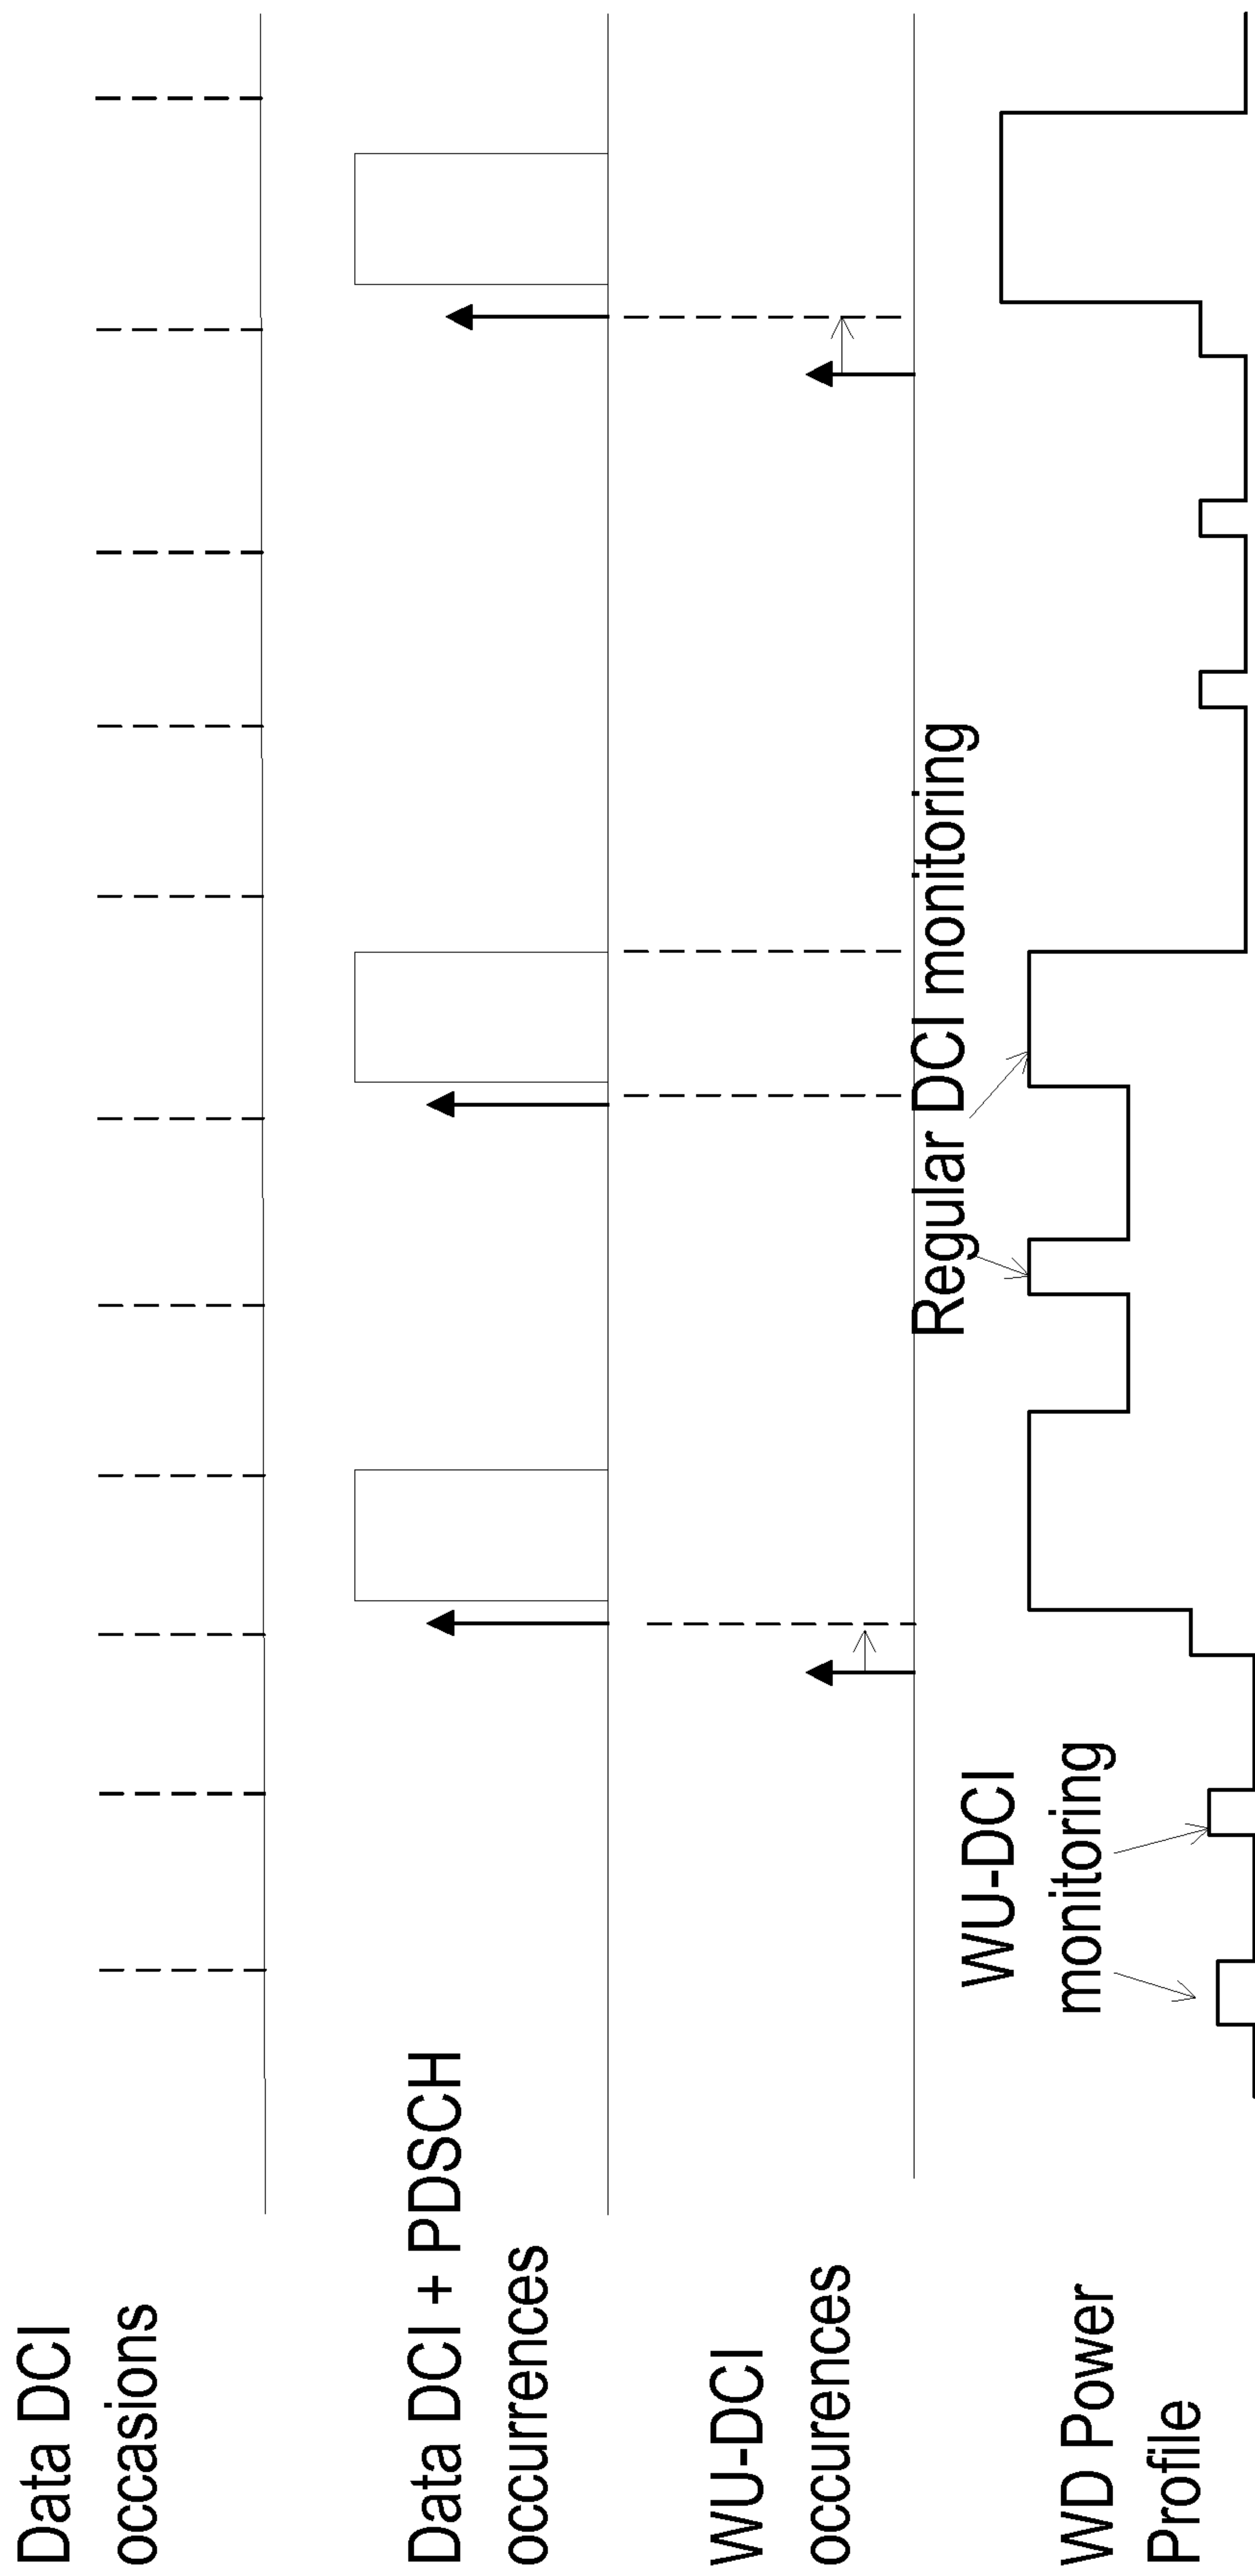 Data DCI
occasions
Data DCI + PDSCH
occurrences
WU-DCI
occurences
WD Power
Profile
WU-DCI
monitoring
Regular DCI monitoring